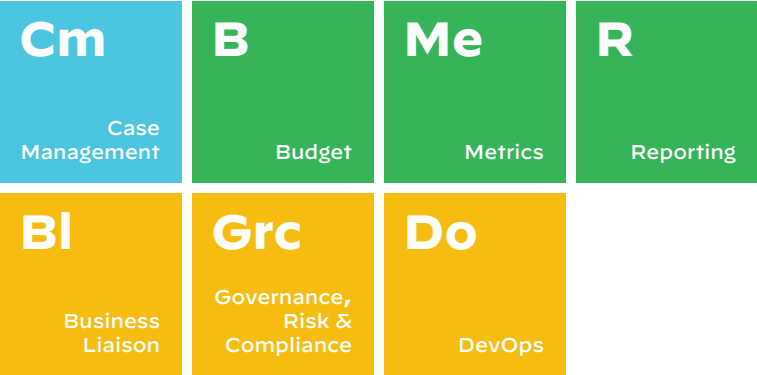 Cm
Case
Management
B
Budget
Me
Metrics
R
Reporting
Bl
Business
Liaison
Grc
Governance,
Risk &
Compliance
Do
DevOps